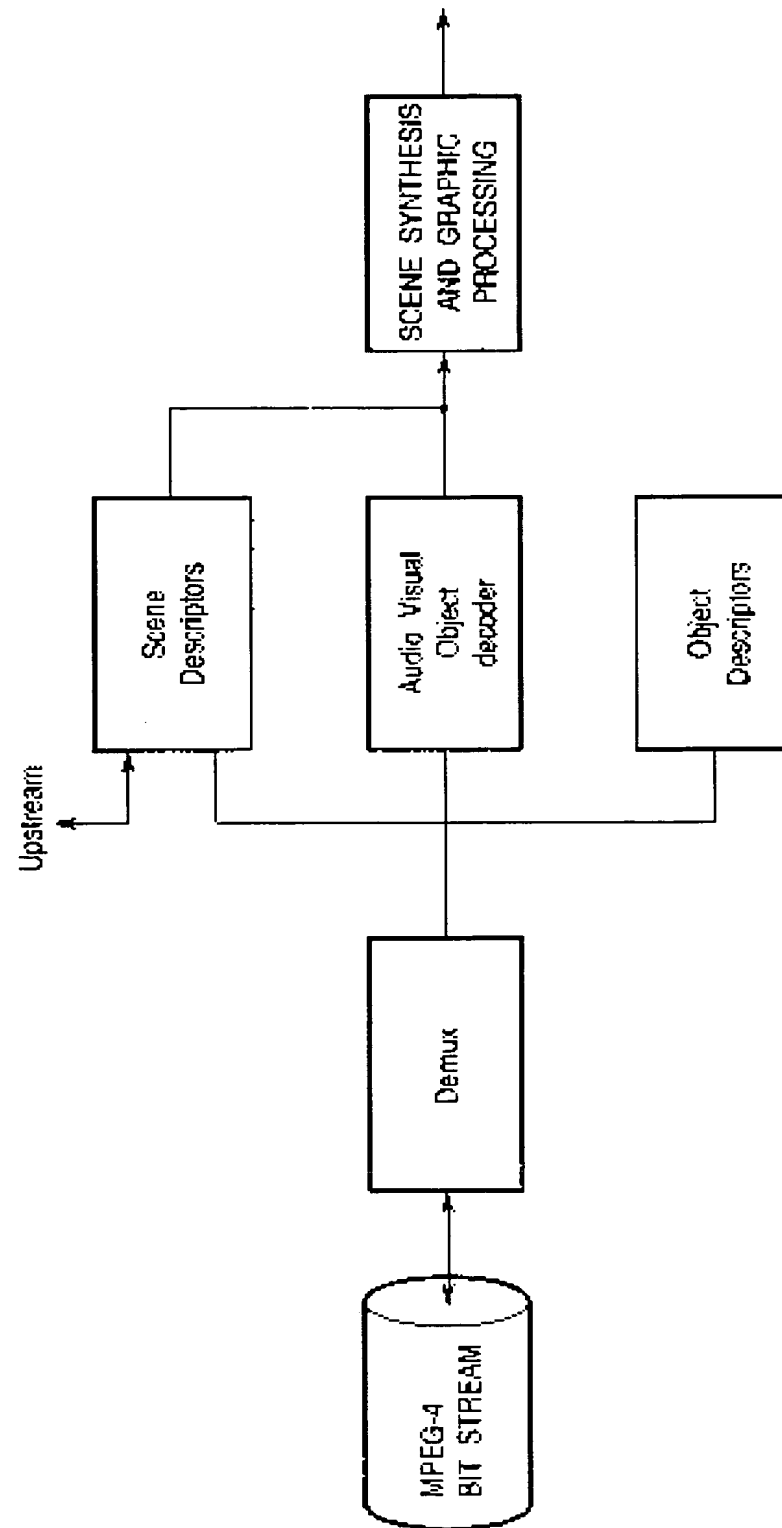 MPEG-4
BIT STREAM
Demux
Upstream
Scene
Descriptors
Audio Visual
Object
decoder
Object
Descriptors
SCENE SYNTHESIS
AND GRAPHIC
PROCESSING